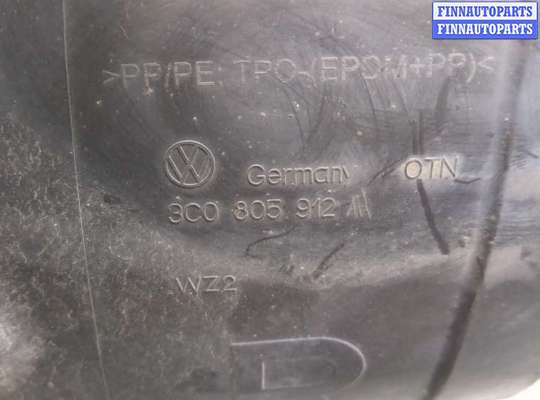 FINNAUTOPARTS
FINNAUTOPARTS
>PP/PE; TPO-(EPDM+PP)<
Germany OTN
3C0 805 912
WZ2